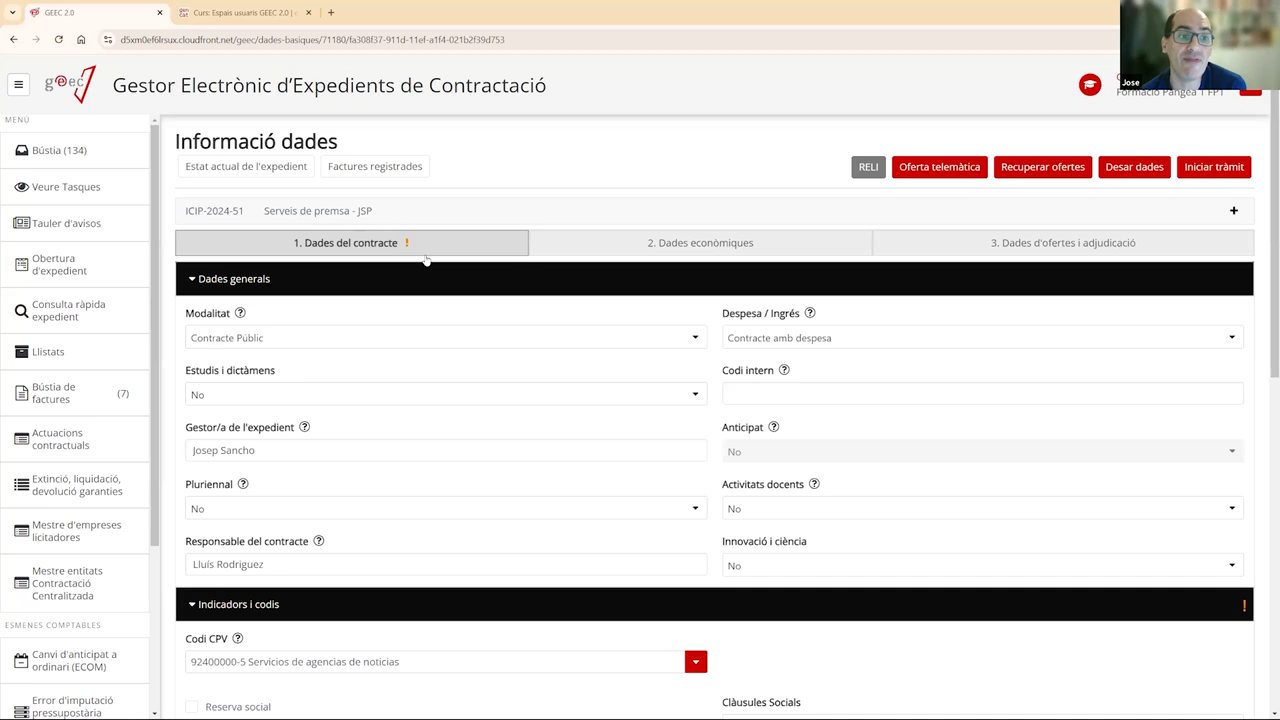 GEEC 2.0
Curs: Espais usuaris GEEC 2.0 |
d5xm0ef6lrsux.cloudfront.net/geec/dades-basiques/71180/fa308f37-911d-11ef-a1f4-021b2f39d753
Jose
geec
Gestor Electrònic d'Expedients de Contractació
Formació Pangea 1 FPT
MENÚ
Bústia (134)
Veure Tasques
Tauler d'avisos
Obertura
d'expedient
Consulta ràpida
expedient
Llistats
Bústia de
factures
(7)
Actuacions
contractuals
Extinció, liquidació,
devolució garanties
Mestre d'empreses
licitadores
Mestre entitats
Contractació
Centralitzada
ESMENES COMPTABLES
Canvi d'anticipat a
ordinari (ECOM)
Error d'imputació
pressupostària
Informació dades
Estat actual de l'expedient
Factures registrades
RELI
Oferta telemàtica
Recuperar ofertes
Desar dades
Iniciar tràmit
ICIP-2024-51 Serveis de premsa - JSP
1. Dades del contracte !
2. Dades econòmiques
3. Dades d'ofertes i adjudicació
Dades generals
Modalitat
Despesa / Ingrés
Contracte Públic
Contracte amb despesa
Estudis i dictàmens
Codi intern
No
Gestor/a de l'expedient
Anticipat
Josep Sancho
No
Pluriennal
Activitats docents
No
No
Responsable del contracte
Innovació i ciència
Lluís Rodriguez
No
Indicadors i codis !
Codi CPV
92400000-5 Servicios de agencias de noticias
Reserva social
Clàusules Socials